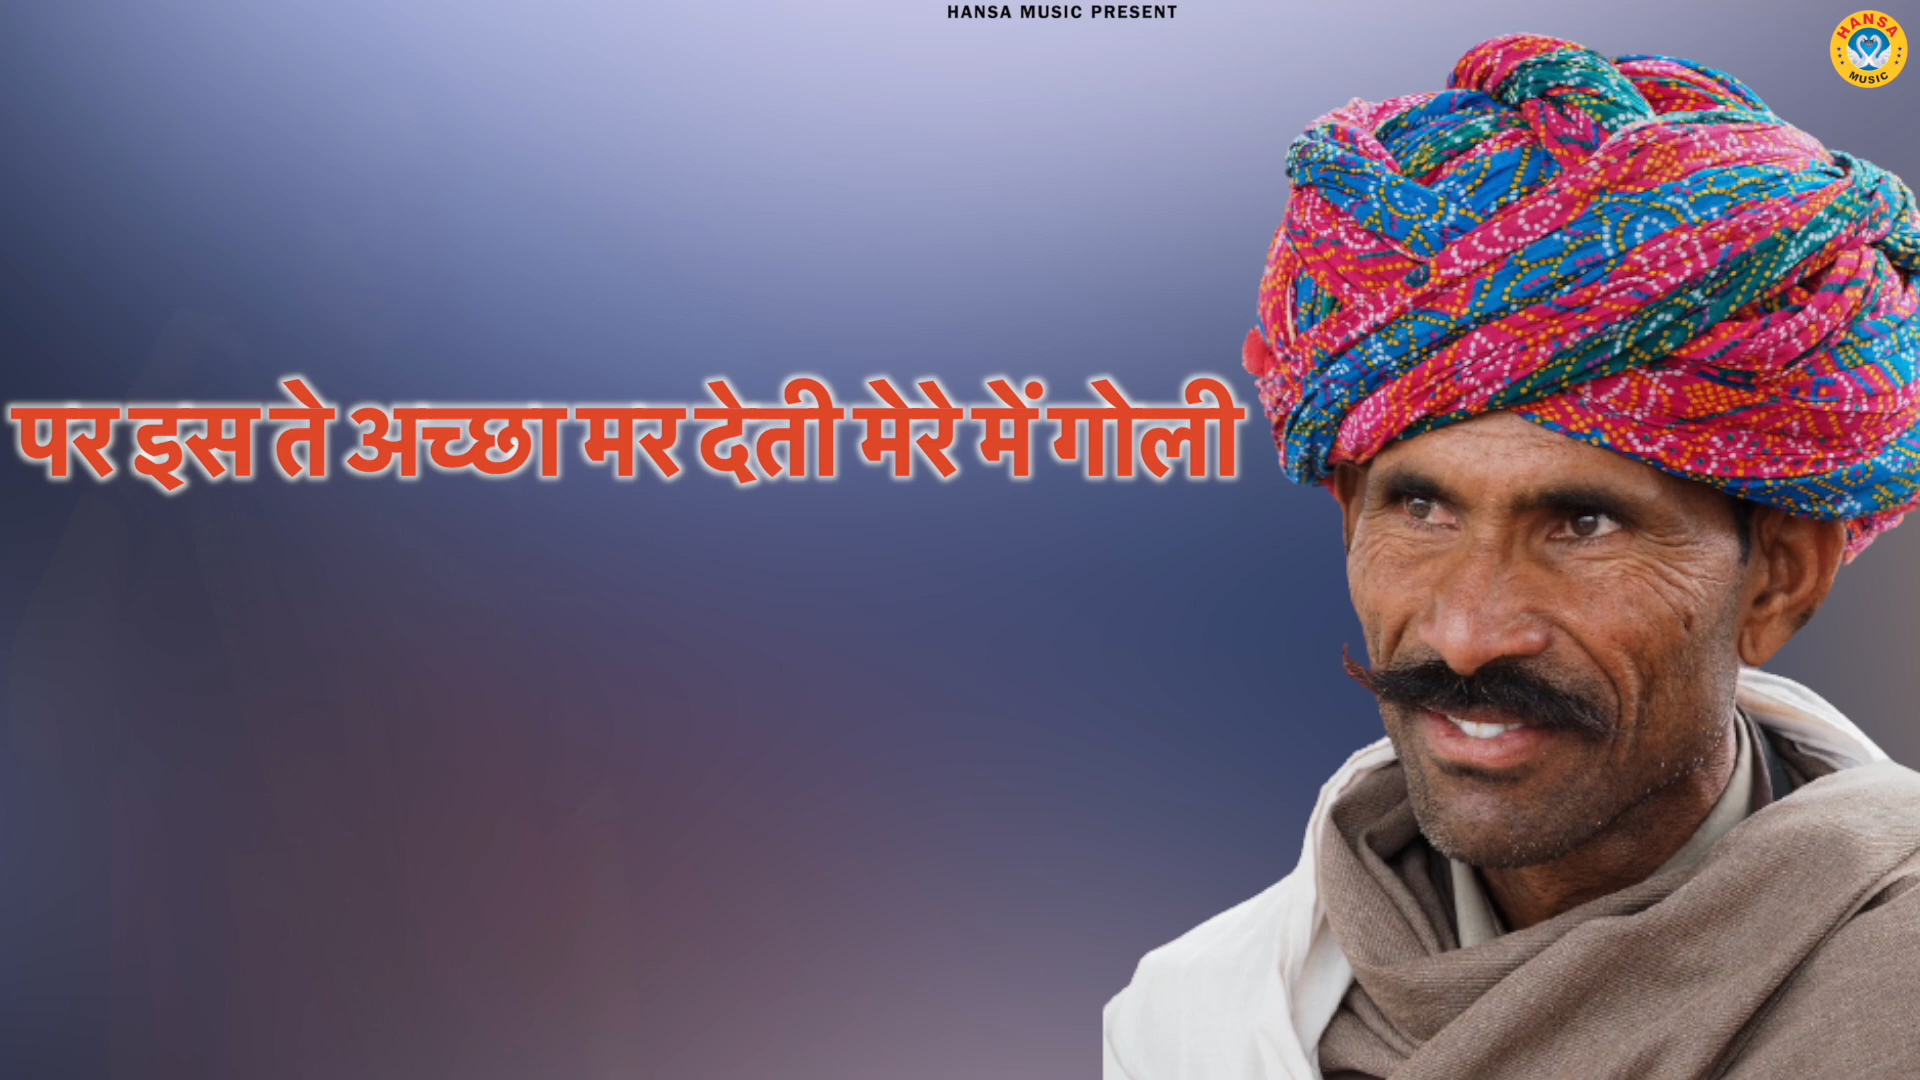 HANSA MUSIC PRESENT
HANSA
MUSIC
पर इस ते अच्छा मर देती मेरे में गोली